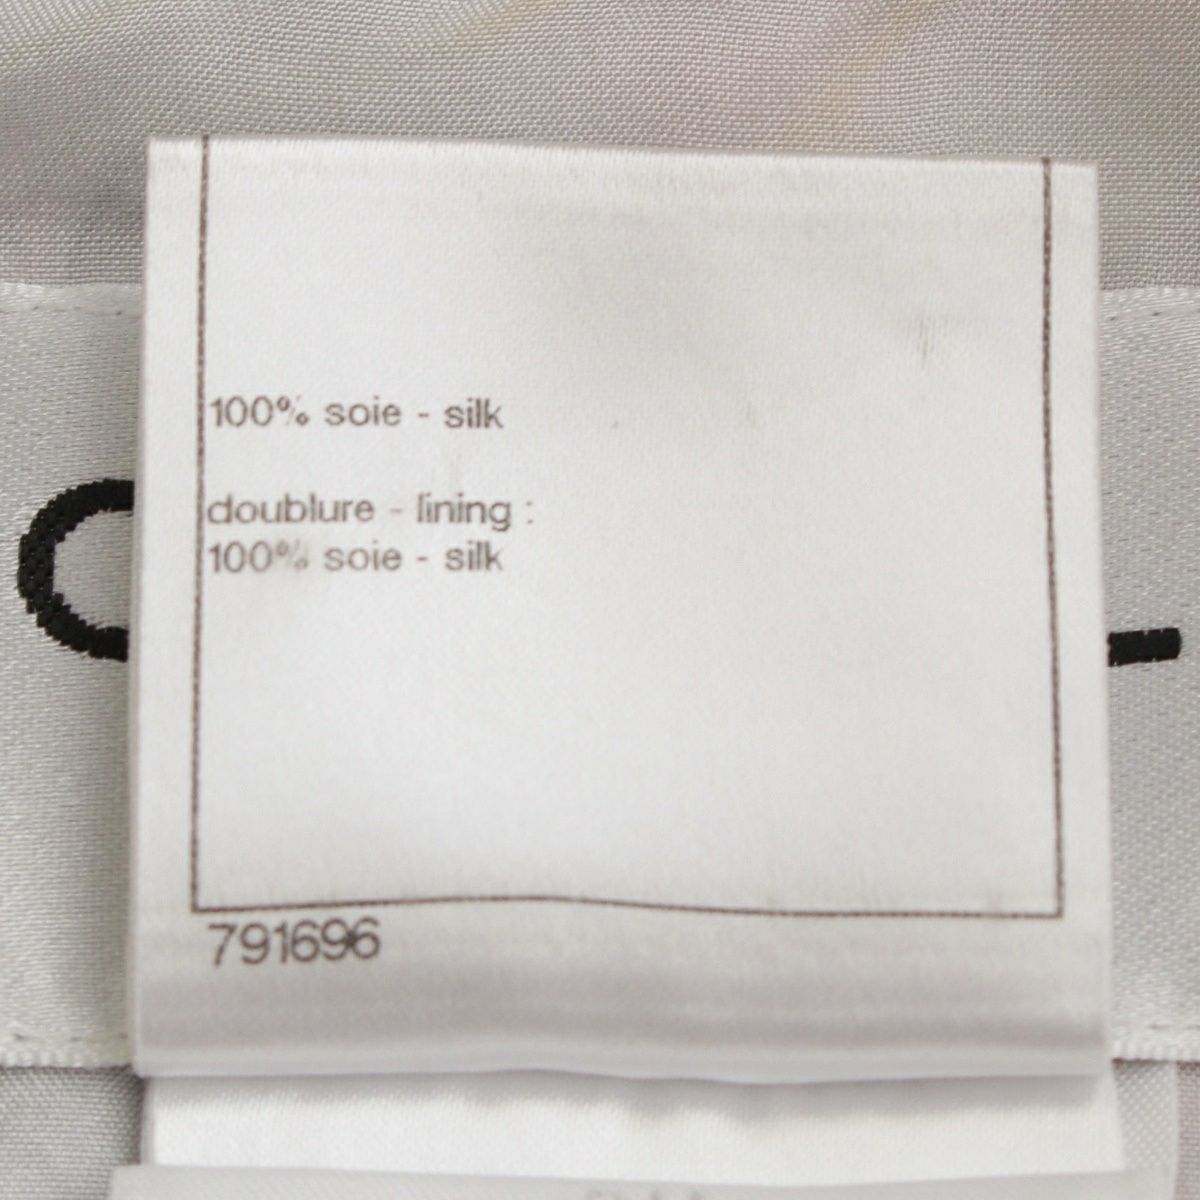 100% soie - silk
doublure - lining :
100% soie - silk
791696